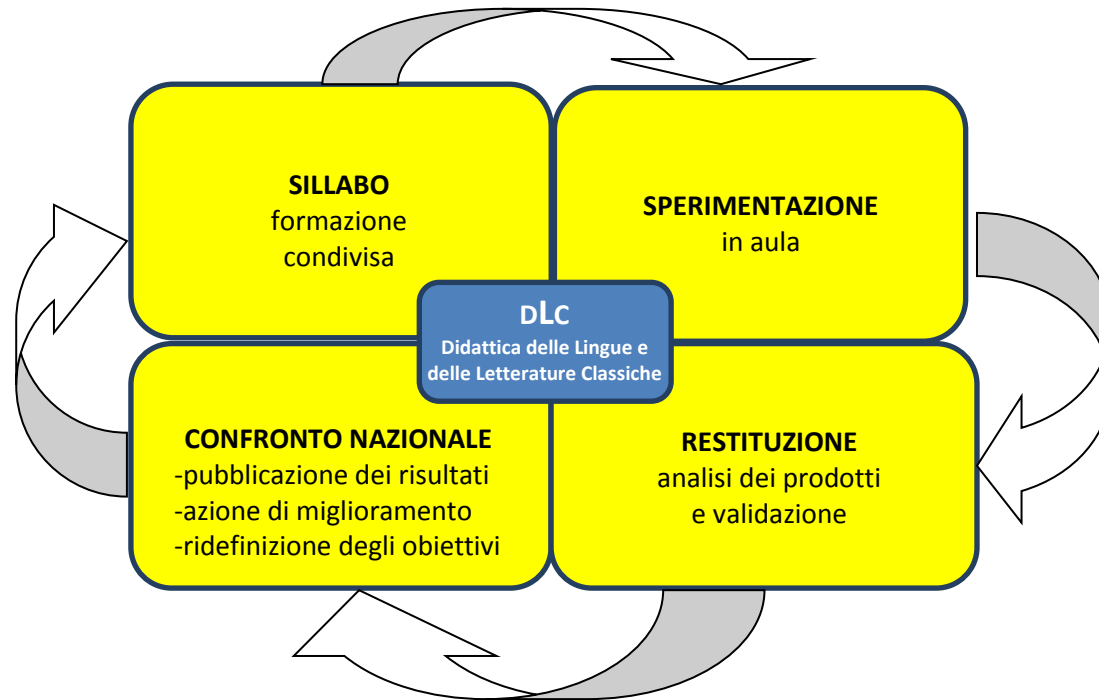 SILLABO
formazione
condivisa
SPERIMENTAZIONE
in aula
DLC
Didattica delle Lingue e
delle Letterature Classiche
CONFRONTO NAZIONALE
-pubblicazione dei risultati
-azione di miglioramento
-ridefinizione degli obiettivi
RESTITUZIONE
analisi dei prodotti
e validazione